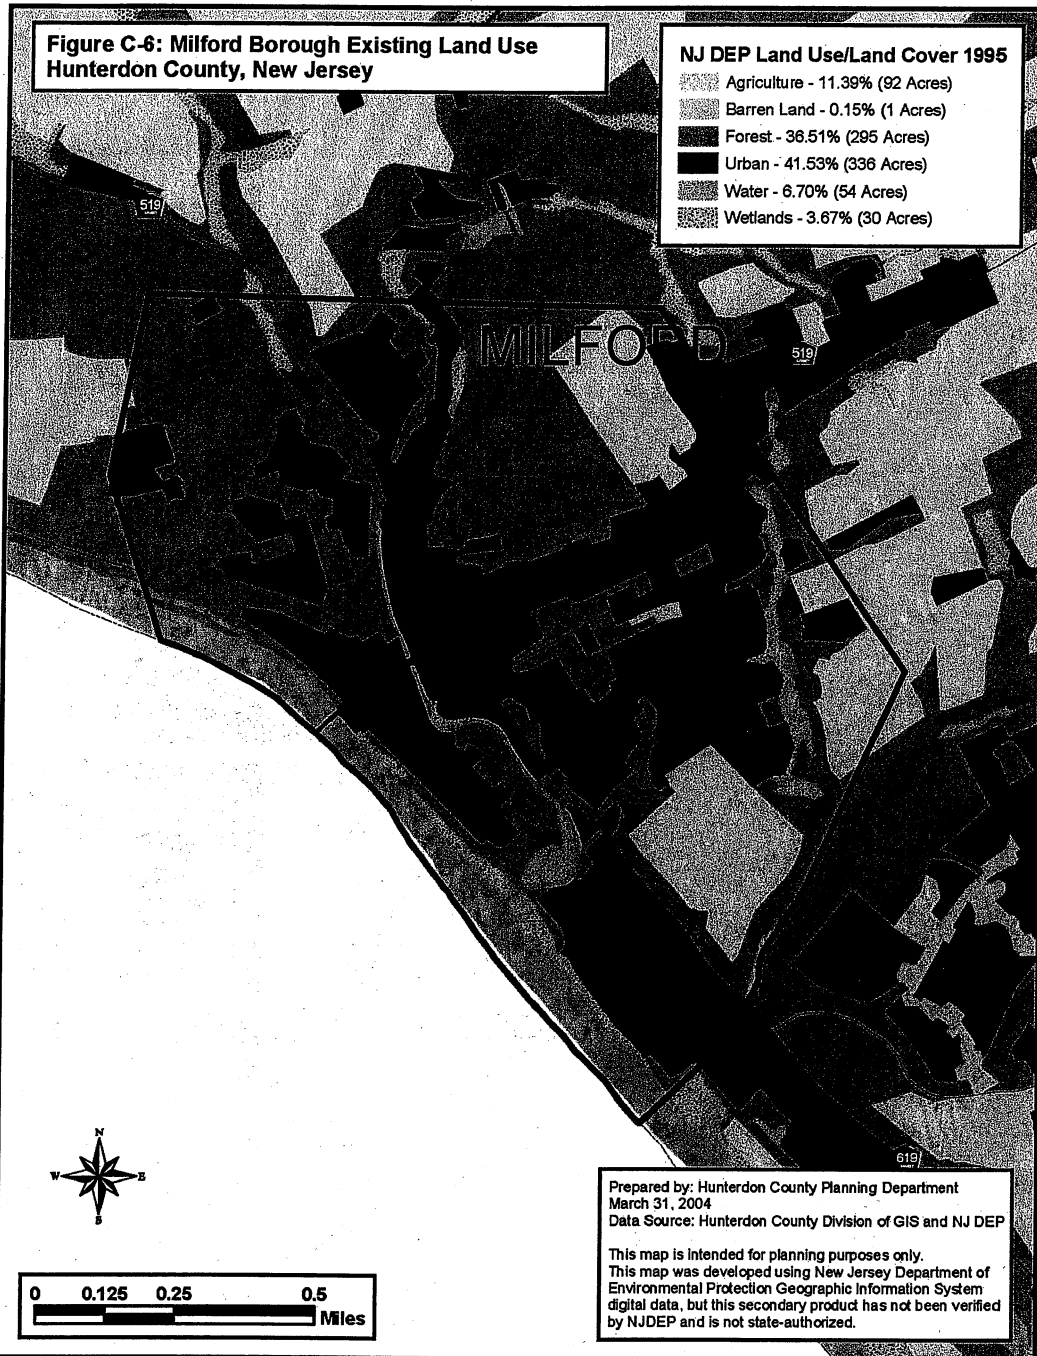 Figure C-6: Milford Borough Existing Land Use
Hunterdon County, New Jersey
NJ DEP Land Use/Land Cover 1995
Agriculture - 11.39% (92 Acres)
Barren Land - 0.15% (1 Acres)
Forest - 36.51% (295 Acres)
Urban - 41.53% (336 Acres)
Water - 6.70% (54 Acres)
Wetlands - 3.67% (30 Acres)
519
MILFORD
519
619
N
W E
S
0 0.125 0.25 0.5
Miles
Prepared by: Hunterdon County Planning Department
March 31, 2004
Data Source: Hunterdon County Division of GIS and NJ DEP
This map is intended for planning purposes only.
This map was developed using New Jersey Department of
Environmental Protection Geographic Information System
digital data, but this secondary product has not been verified
by NJDEP and is not state-authorized.